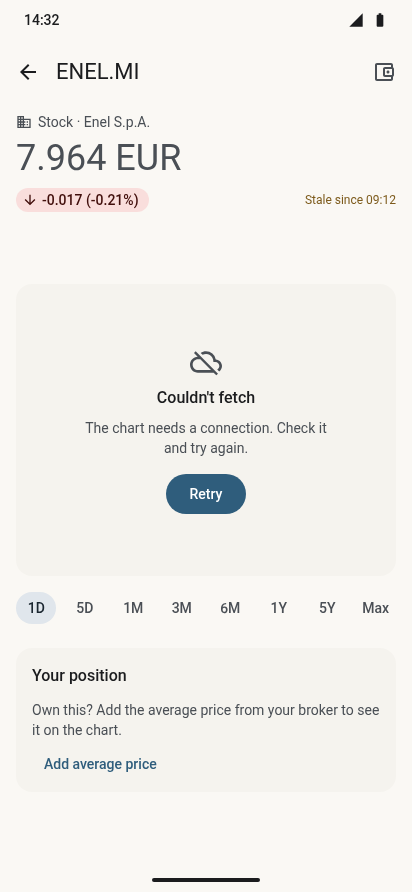 14:32
ENEL.MI
Stock · Enel S.p.A.
7.964 EUR
-0.017 (-0.21%)
Stale since 09:12
Couldn't fetch
The chart needs a connection. Check it
and try again.
Retry
1D 5D 1M 3M 6M 1Y 5Y Max
Your position
Own this? Add the average price from your broker to see
it on the chart.
Add average price